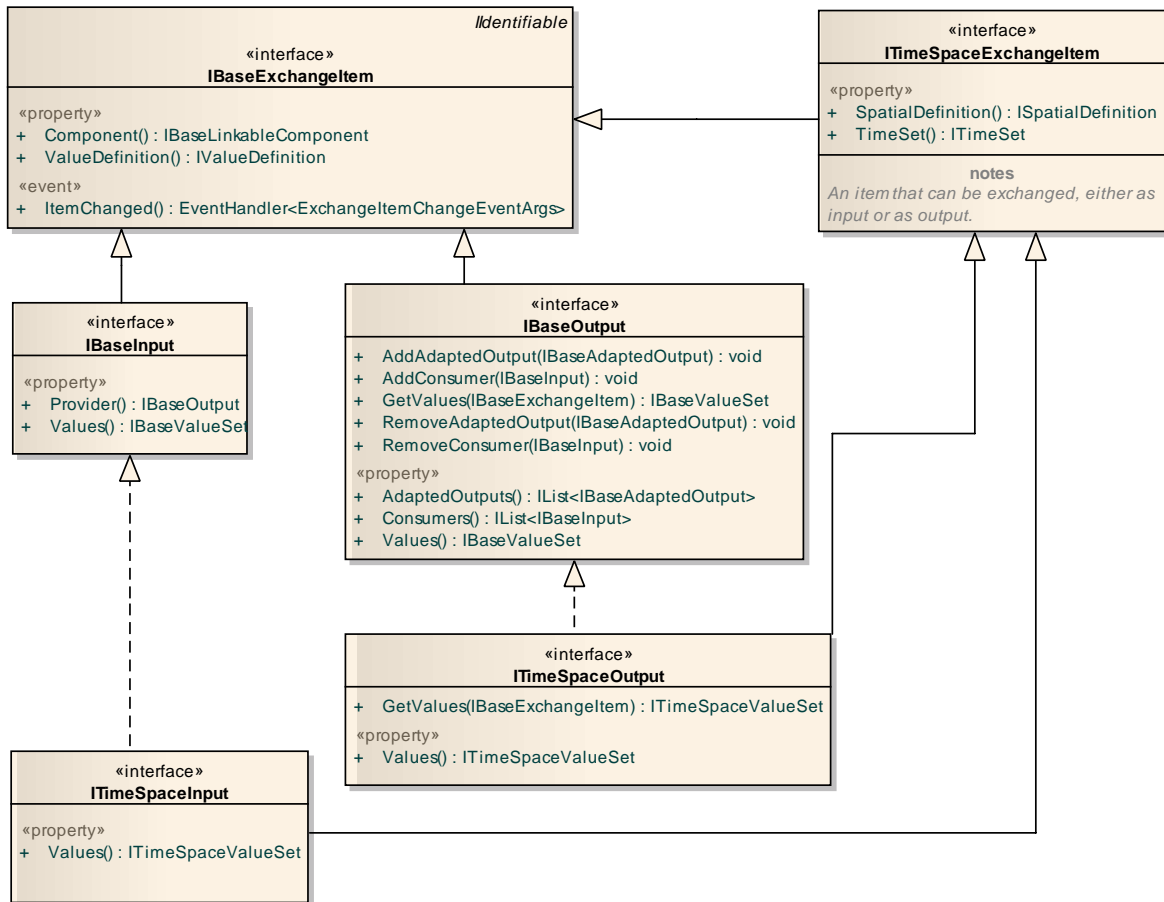 IIdentifiable
«interface»
IBaseExchangeItem
«property»
+ Component() : IBaseLinkableComponent
+ ValueDefinition() : IValueDefinition
«event»
+ ItemChanged() : EventHandler<ExchangeItemChangeEventArgs>
«interface»
ITimeSpaceExchangeItem
«property»
+ SpatialDefinition() : ISpatialDefinition
+ TimeSet() : ITimeSet
notes
An item that can be exchanged, either as
input or as output.
«interface»
IBaseInput
«property»
+ Provider() : IBaseOutput
+ Values() : IBaseValueSet
«interface»
IBaseOutput
+ AddAdaptedOutput(IBaseAdaptedOutput) : void
+ AddConsumer(IBaseInput) : void
+ GetValues(IBaseExchangeItem) : IBaseValueSet
+ RemoveAdaptedOutput(IBaseAdaptedOutput) : void
+ RemoveConsumer(IBaseInput) : void
«property»
+ AdaptedOutputs() : IList<IBaseAdaptedOutput>
+ Consumers() : IList<IBaseInput>
+ Values() : IBaseValueSet
«interface»
ITimeSpaceOutput
+ GetValues(IBaseExchangeItem) : ITimeSpaceValueSet
«property»
+ Values() : ITimeSpaceValueSet
«interface»
ITimeSpaceInput
«property»
+ Values() : ITimeSpaceValueSet